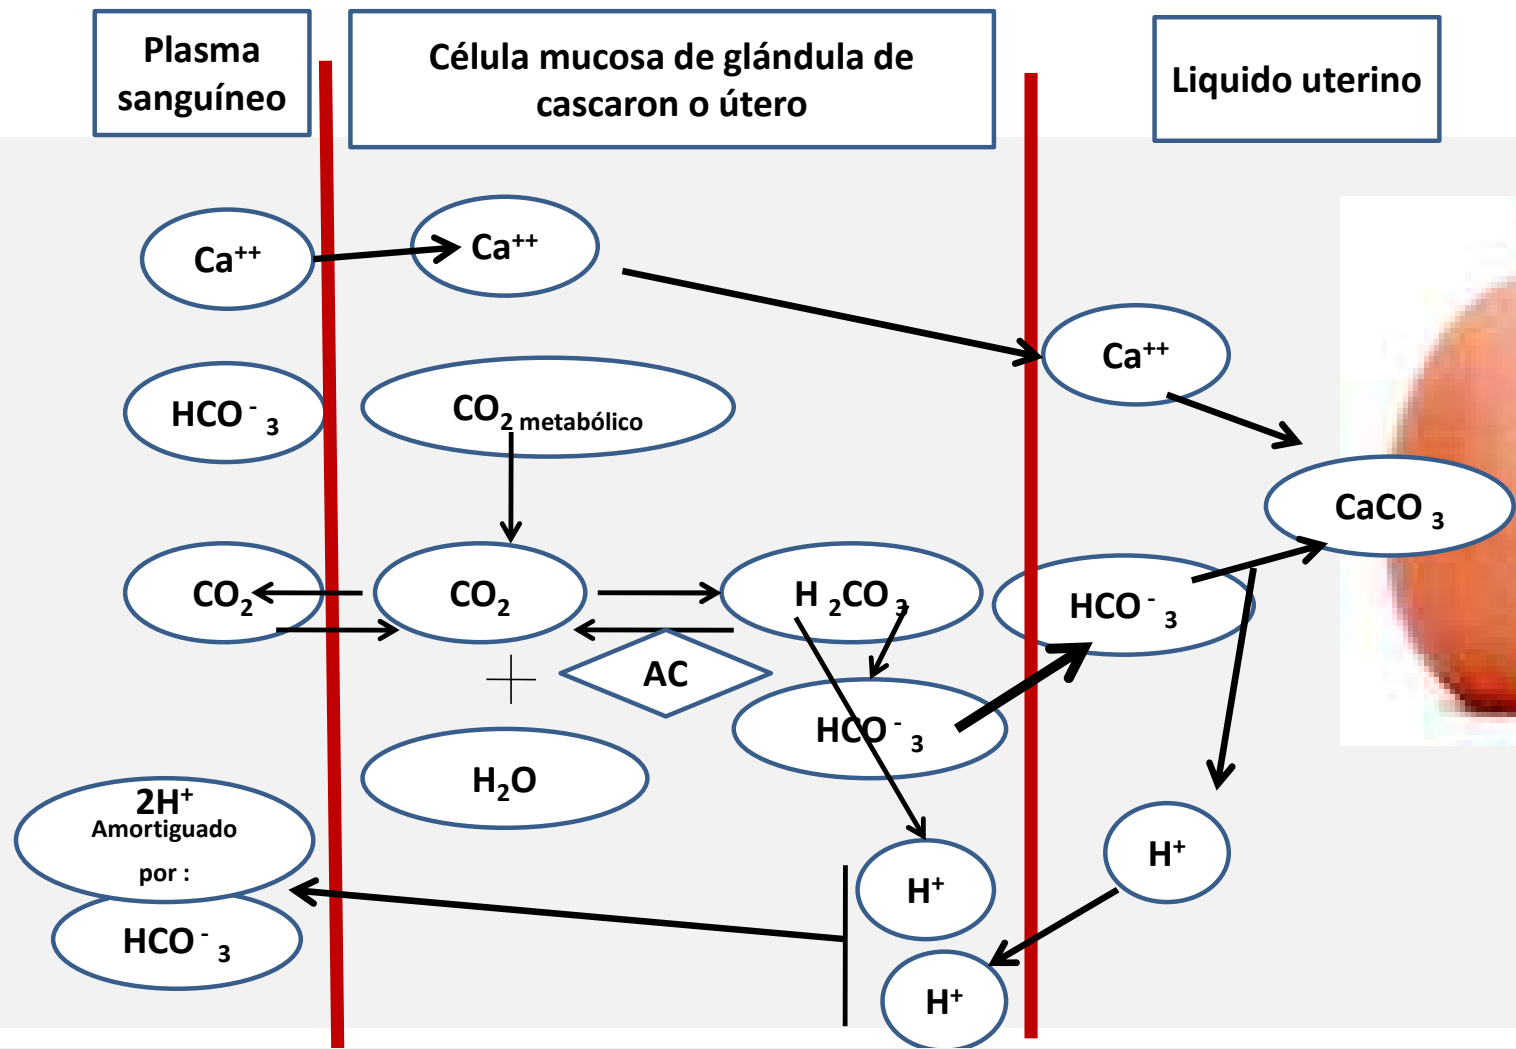 Plasma
sanguíneo
Célula mucosa de glándula de
cascaron o útero
Liquido uterino
Ca⁺⁺
Ca⁺⁺
Ca⁺⁺
HCO⁻₃
CO₂ metabólico
CaCO₃
CO₂
CO₂
H₂CO₃
HCO⁻₃
AC
HCO⁻₃
H₂O
2H⁺
Amortiguado
por :
HCO⁻₃
H⁺
H⁺
H⁺